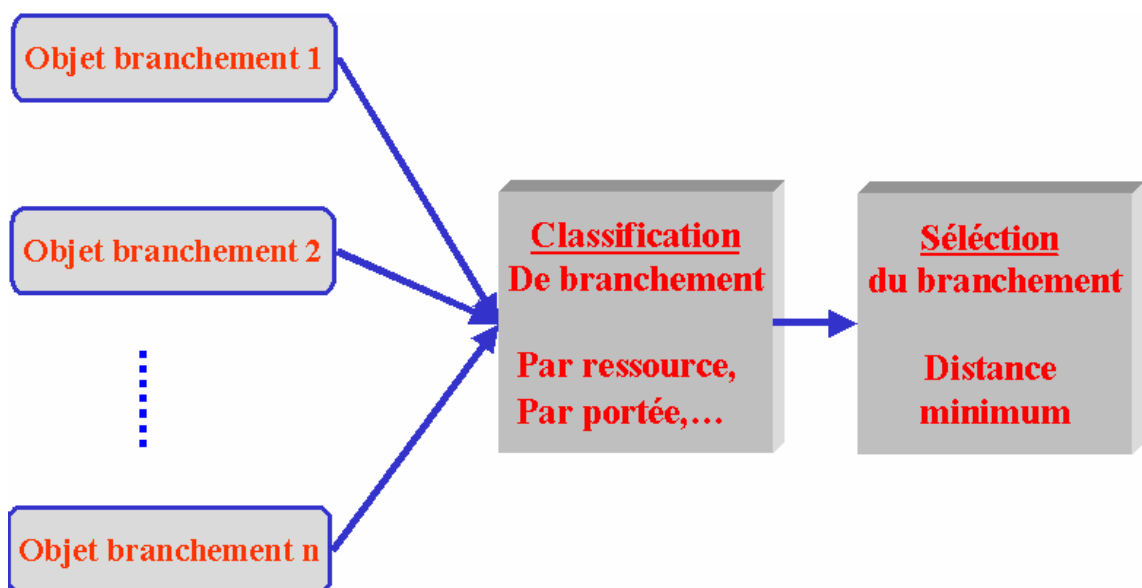 Objet branchement 1
Objet branchement 2
Objet branchement n
Classification
De branchement
Par ressource,
Par portée,...
Séléction
du branchement
Distance
minimum